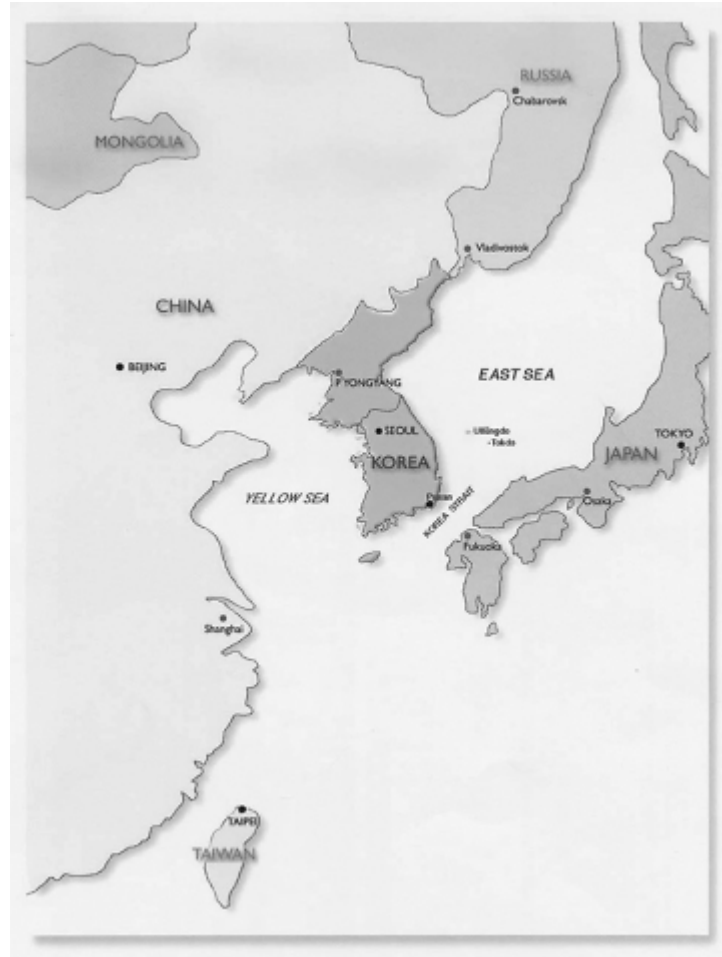 RUSSIA
Chabarovsk
MONGOLIA
Vladivostok
CHINA
BEIJING
EAST SEA
P'YONGYANG
SEOUL
Ullŭngdo
Tokdo
TOKYO
KOREA
JAPAN
YELLOW SEA
Pusan
Osaka
KOREA STRAIT
Fukuoka
Shanghai
TAIPEI
TAIWAN